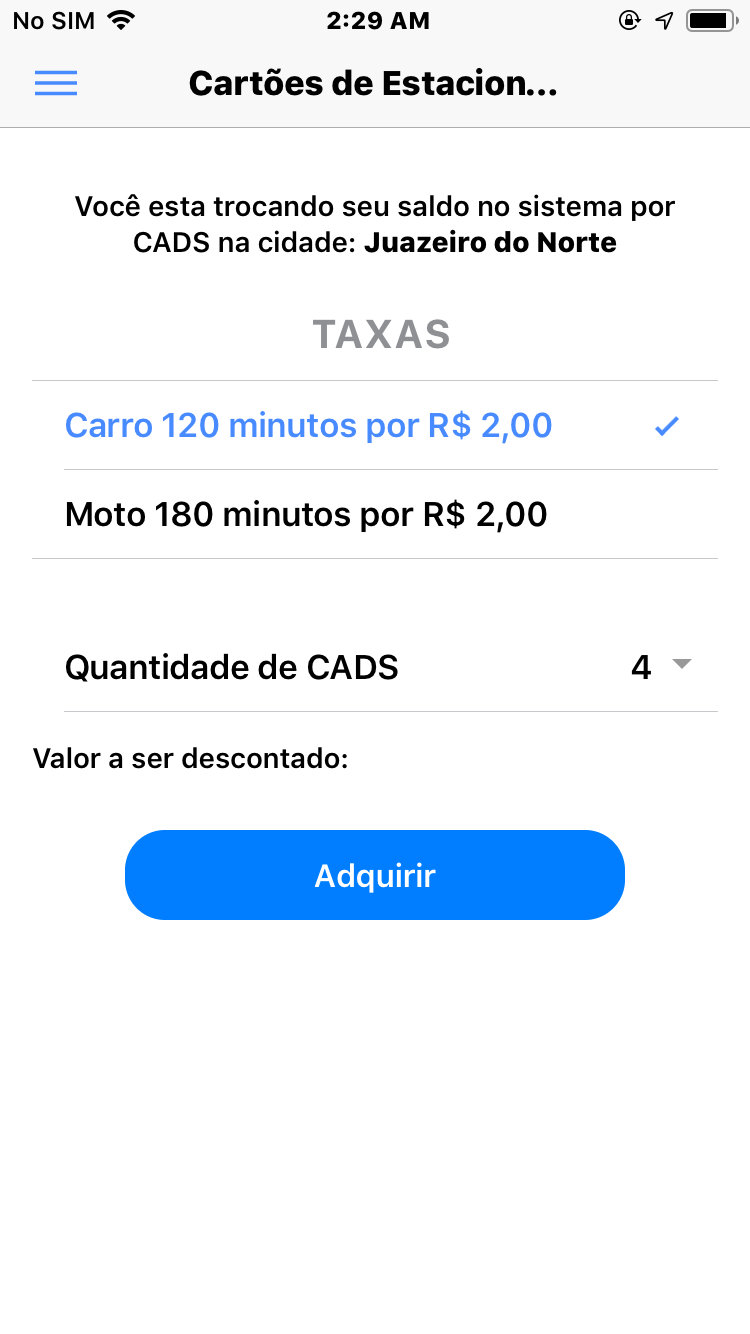 No SIM 2:29 AM
Cartões de Estacion...
Você esta trocando seu saldo no sistema por
CADS na cidade: Juazeiro do Norte
TAXAS
Carro 120 minutos por R$ 2,00
Moto 180 minutos por R$ 2,00
Quantidade de CADS 4
Valor a ser descontado:
Adquirir